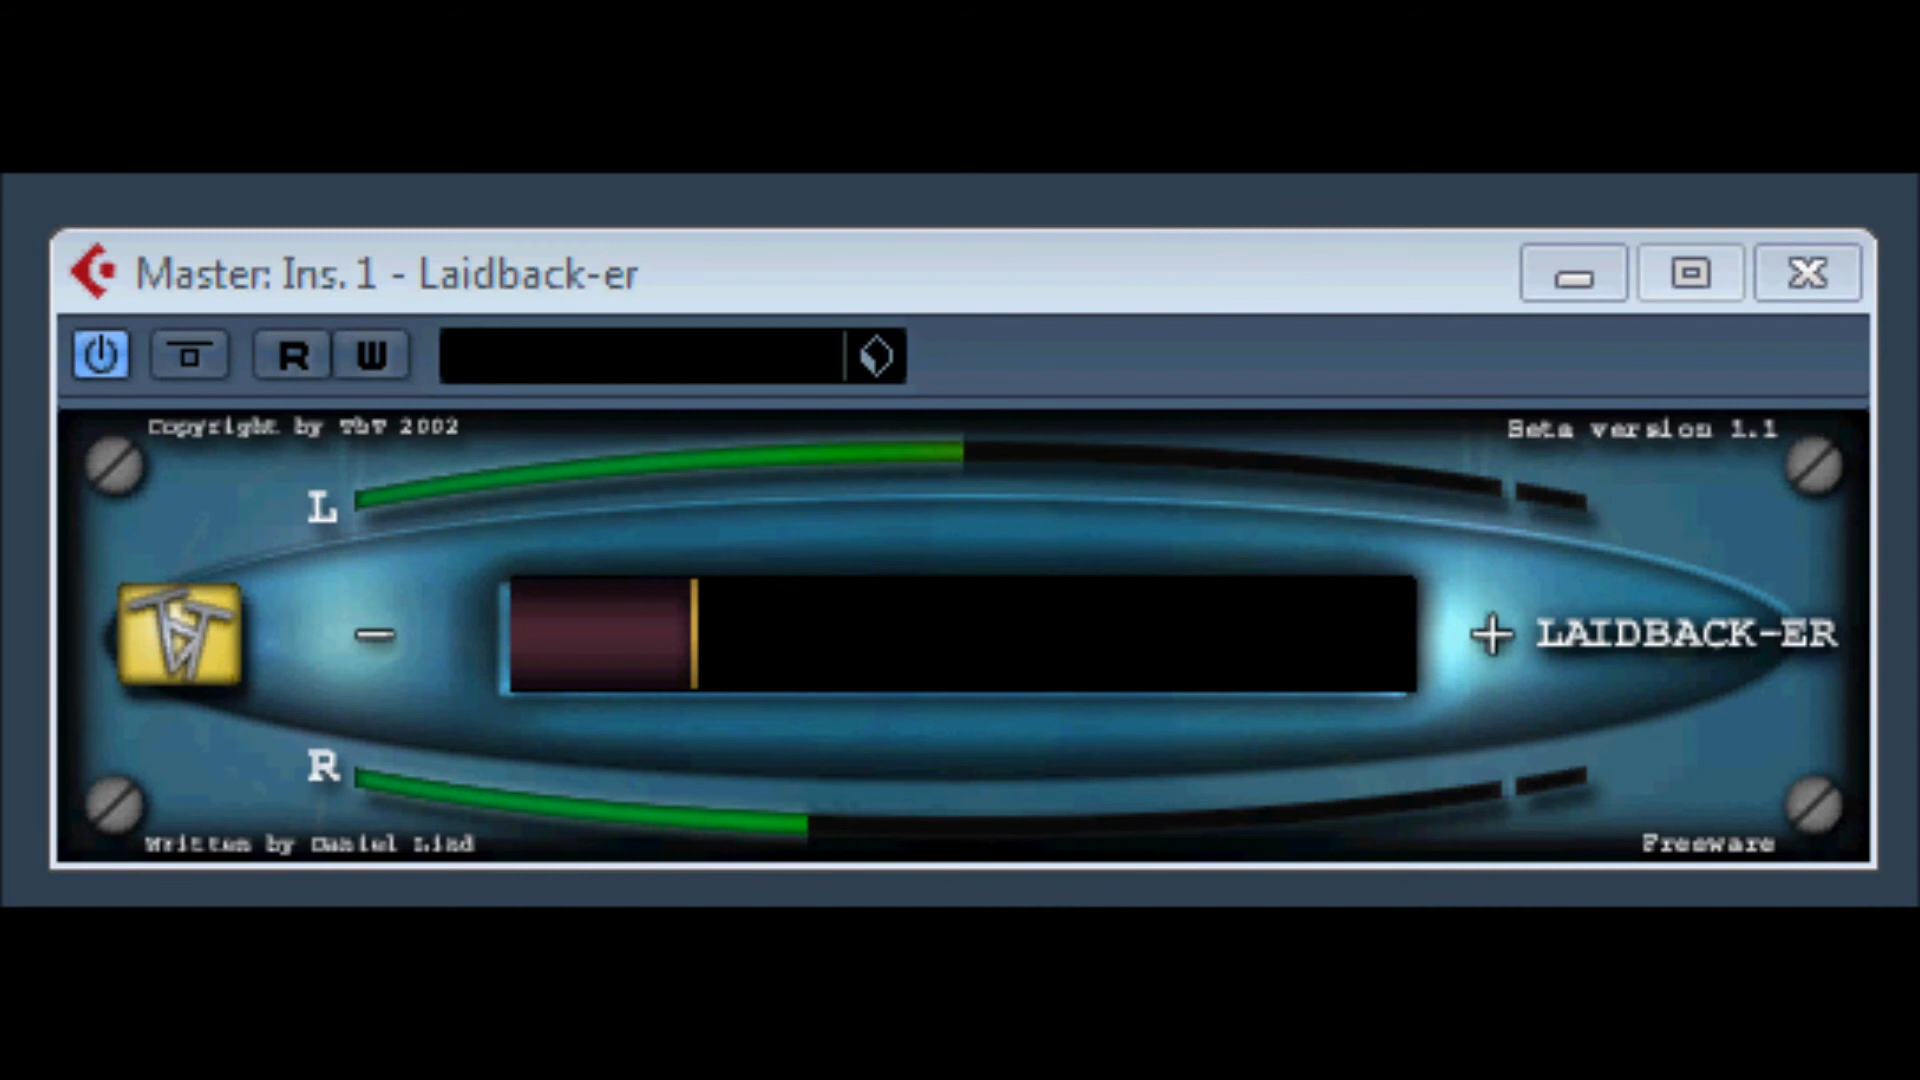 Master: Ins. 1 - Laidback-er
R W
Copyright by TbT 2002
Beta version 1.1
L
TbT
- + LAIDBACK-ER
R
Written by Daniel Lind
Freeware